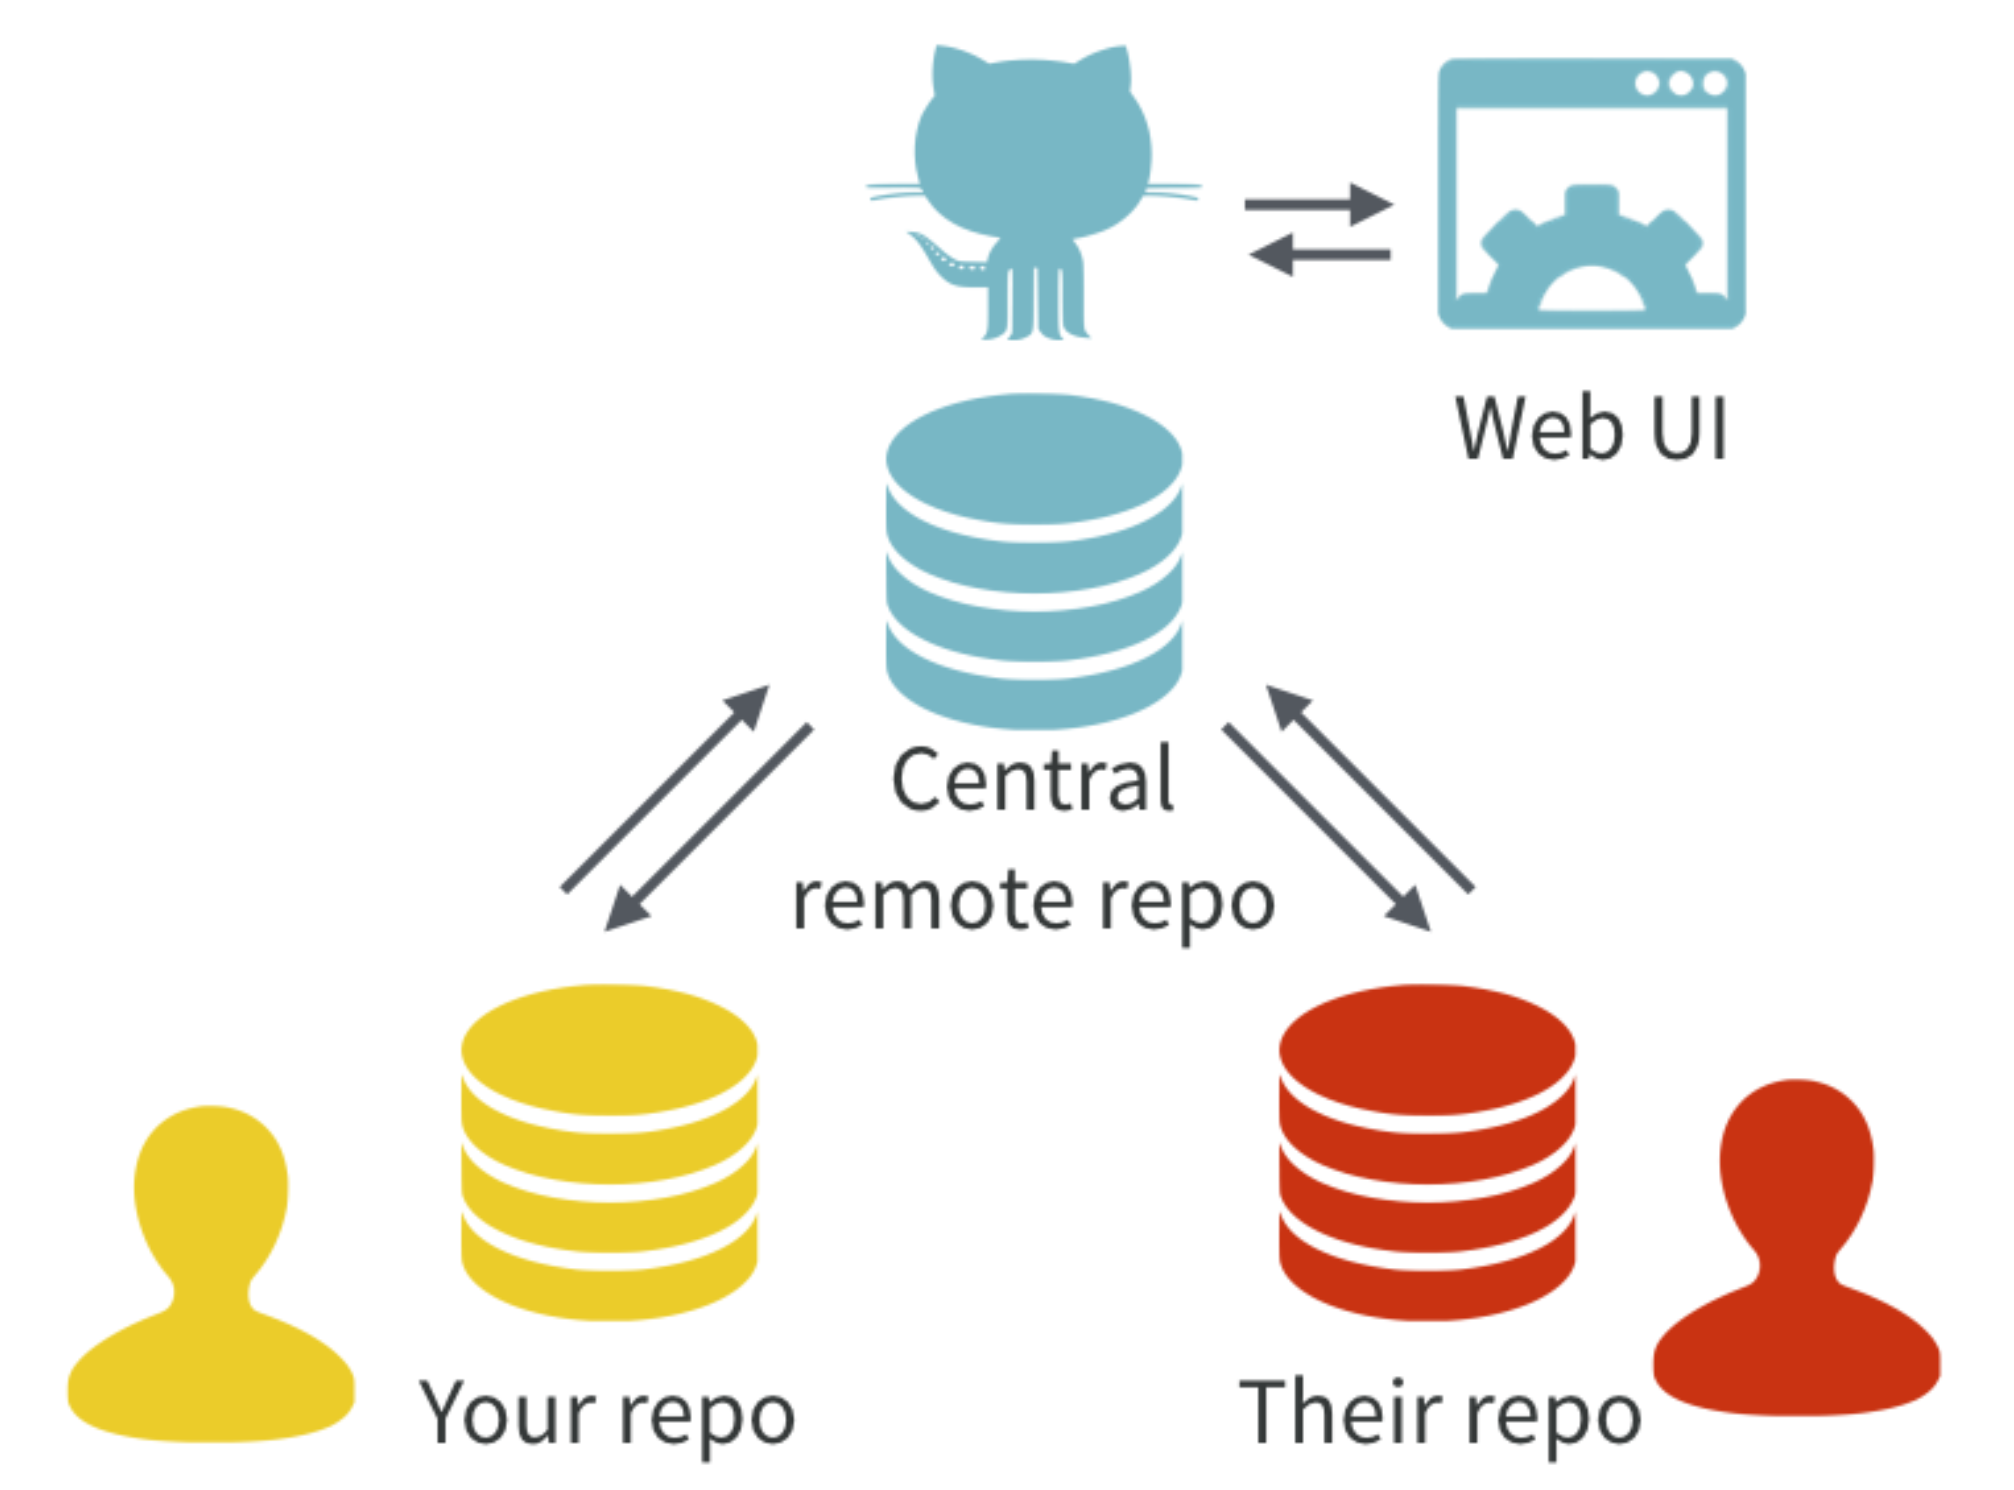 Web UI
Central
remote repo
Your repo
Their repo